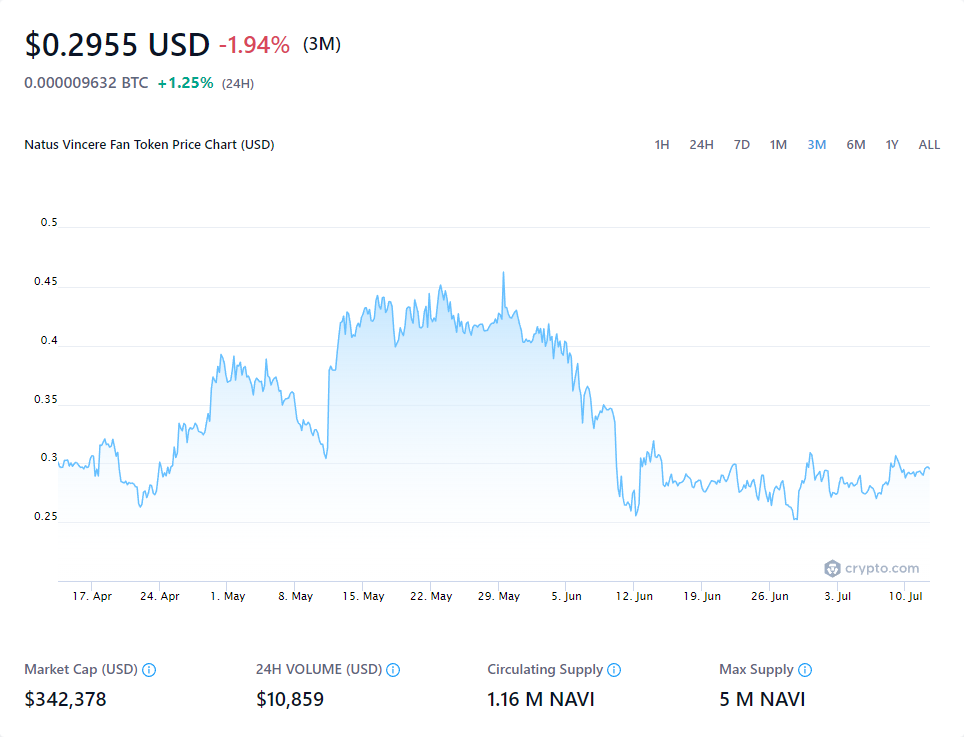 $0.2955 USD -1.94% (3M)
0.000009632 BTC +1.25% (24H)
Natus Vincere Fan Token Price Chart (USD)
1H 24H 7D 1M 3M 6M 1Y ALL
0.5
0.45
0.4
0.35
0.3
0.25
crypto.com
17. Apr 24. Apr 1. May 8. May 15. May 22. May 29. May 5. Jun 12. Jun 19. Jun 26. Jun 3. Jul 10. Jul
Market Cap (USD) 24H VOLUME (USD) Circulating Supply Max Supply
$342,378 $10,859 1.16 M NAVI 5 M NAVI